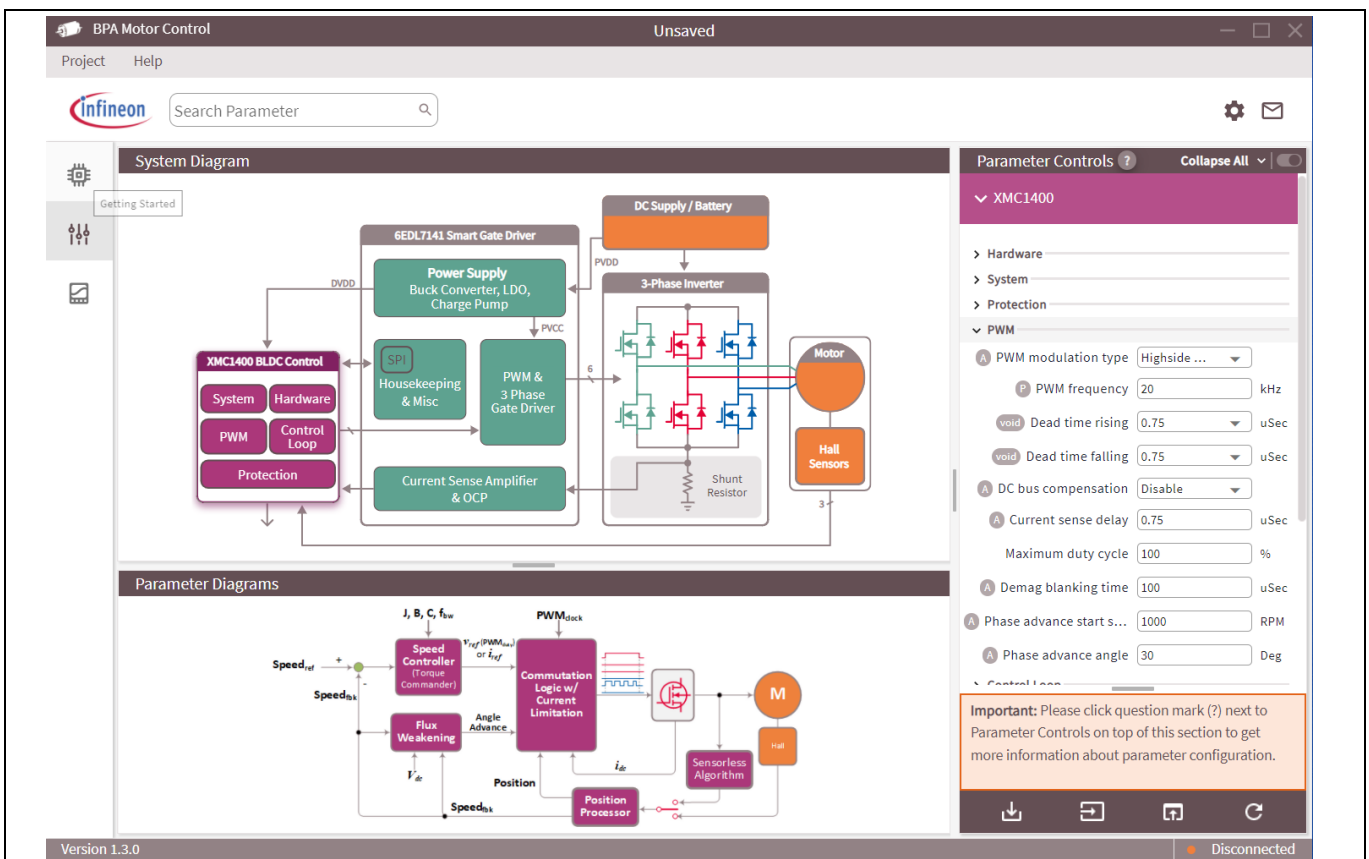 BPA Motor Control
Unsaved
Project Help
infineon
Search Parameter
Getting Started
System Diagram
DC Supply / Battery
6EDL7141 Smart Gate Driver
PVDD
Power Supply
Buck Converter, LDO,
Charge Pump
DVDD
3-Phase Inverter
PVCC
XMC1400 BLDC Control
SPI
Housekeeping
& Misc
PWM &
3 Phase
Gate Driver
6
Motor
System
Hardware
PWM
Control
Loop
Protection
Hall
Sensors
Current Sense Amplifier
& OCP
Shunt
Resistor
3
Parameter Diagrams
J, B, C, fbw
PWMclock
Speedref
+
-
Speed
Controller
(Torque
Commander)
or iref
Speedfbk
Commutation
Logic w/
Current
Limitation
M
Flux
Weakening
Angle
Advance
Hall
Vdc
idc
Sensorless
Algorithm
Position
Position
Processor
Speedfbk
Parameter Controls ?
Collapse All
XMC1400
Hardware
System
Protection
PWM
A PWM modulation type Highside ...
P PWM frequency 20 kHz
void Dead time rising 0.75 uSec
void Dead time falling 0.75 uSec
A DC bus compensation Disable
A Current sense delay 0.75 uSec
Maximum duty cycle 100 %
A Demag blanking time 100 uSec
A Phase advance start s... 1000 RPM
A Phase advance angle 30 Deg
Control Loop
Important: Please click question mark (?) next to
Parameter Controls on top of this section to get
more information about parameter configuration.
Version 1.3.0
Disconnected